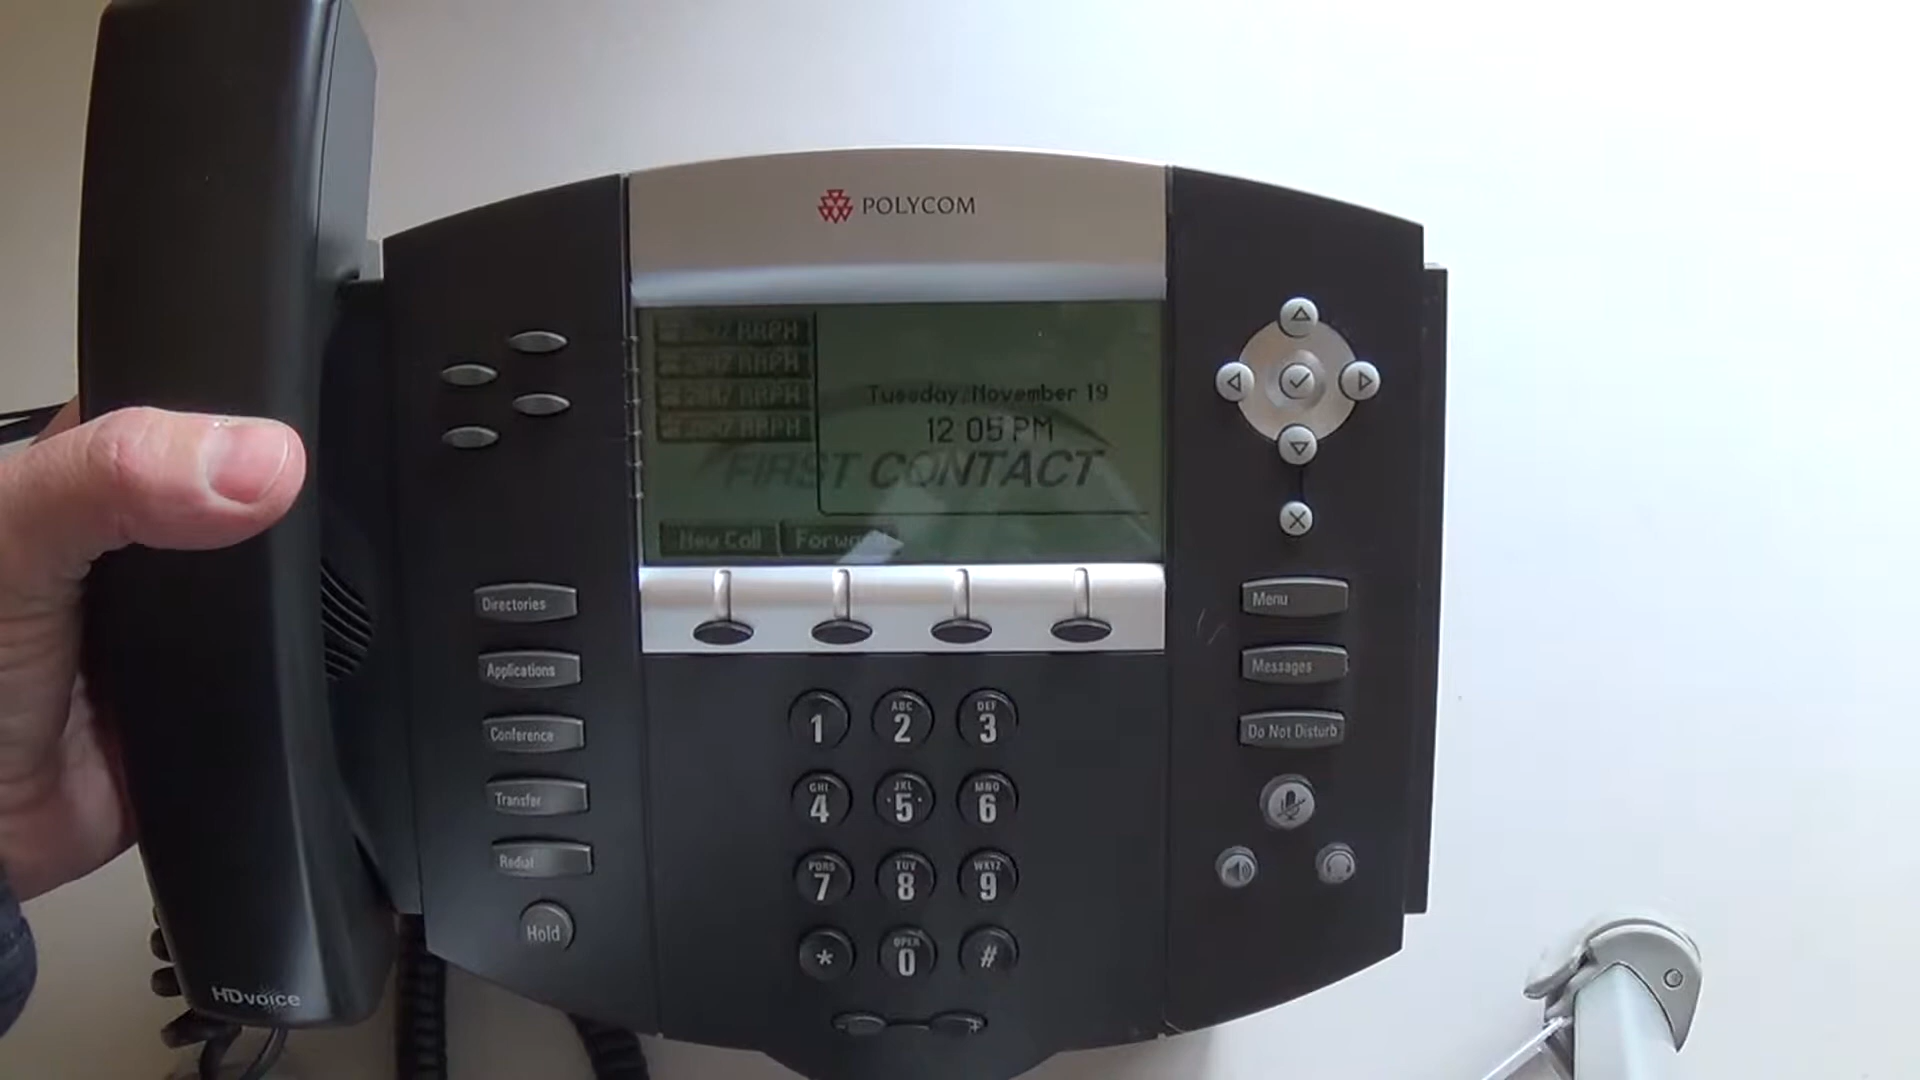 POLYCOM
Tuesday, November 19
12:05 PM
FIRST CONTACT
New Call
Directories
Applications
Conference
Transfer
Redial
Hold
Menu
Messages
Do Not Disturb
1
ABC
2
DEF
3
GHI
4
JKL
5
MNO
6
PQRS
7
TUV
8
WXYZ
9
*
OPER
0
#
HDvoice